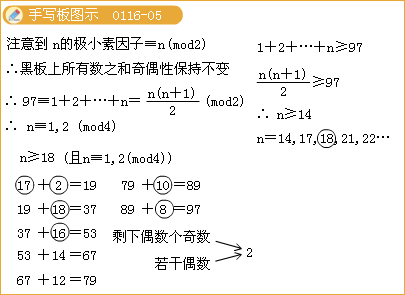 手写板图示 0116-05
注意到 n的极小素因子≡n(mod2)
∴黑板上所有数之和奇偶性保持不变
∴ 97≡1+2+⋯+n= n(n+1)/2 (mod2)
∴ n≡1,2 (mod4)
1+2+⋯+n≥97
n(n+1)/2 ≥97
∴ n≥14
n=14,17,⑱,21,22⋯
n≥18 (且n≡1,2(mod4))
⑰+②=19
19+⑱=37
37+⑯=53
53+14=67
67+12=79
79+⑩=89
89+⑧=97
剩下偶数个奇数
若干偶数
2